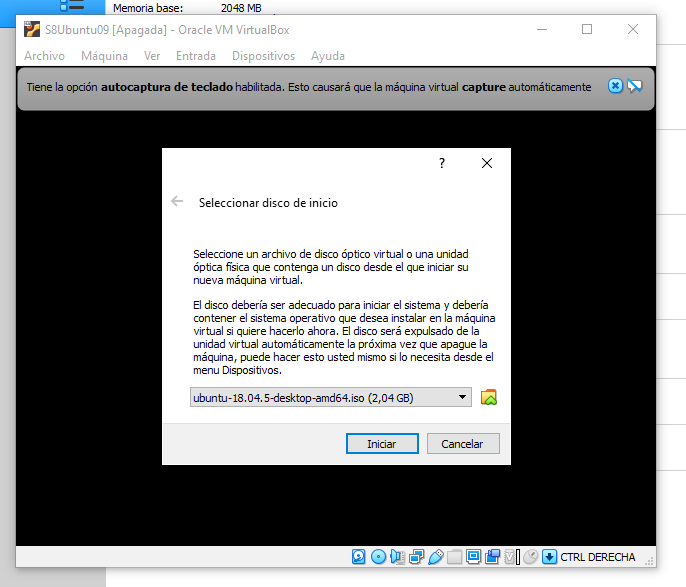 Memoria base: 2048 MB
S8Ubuntu09 [Apagada] - Oracle VM VirtualBox
Archivo Máquina Ver Entrada Dispositivos Ayuda
Tiene la opción autocaptura de teclado habilitada. Esto causará que la máquina virtual capture automáticamente
?
Seleccionar disco de inicio
Seleccione un archivo de disco óptico virtual o una unidad
óptica física que contenga un disco desde el que iniciar su
nueva máquina virtual.
El disco debería ser adecuado para iniciar el sistema y debería
contener el sistema operativo que desea instalar en la máquina
virtual si quiere hacerlo ahora. El disco será expulsado de la
unidad virtual automáticamente la próxima vez que apague la
máquina, puede hacer esto usted mismo si lo necesita desde el
menu Dispositivos.
ubuntu-18.04.5-desktop-amd64.iso (2,04 GB)
Iniciar Cancelar
CTRL DERECHA